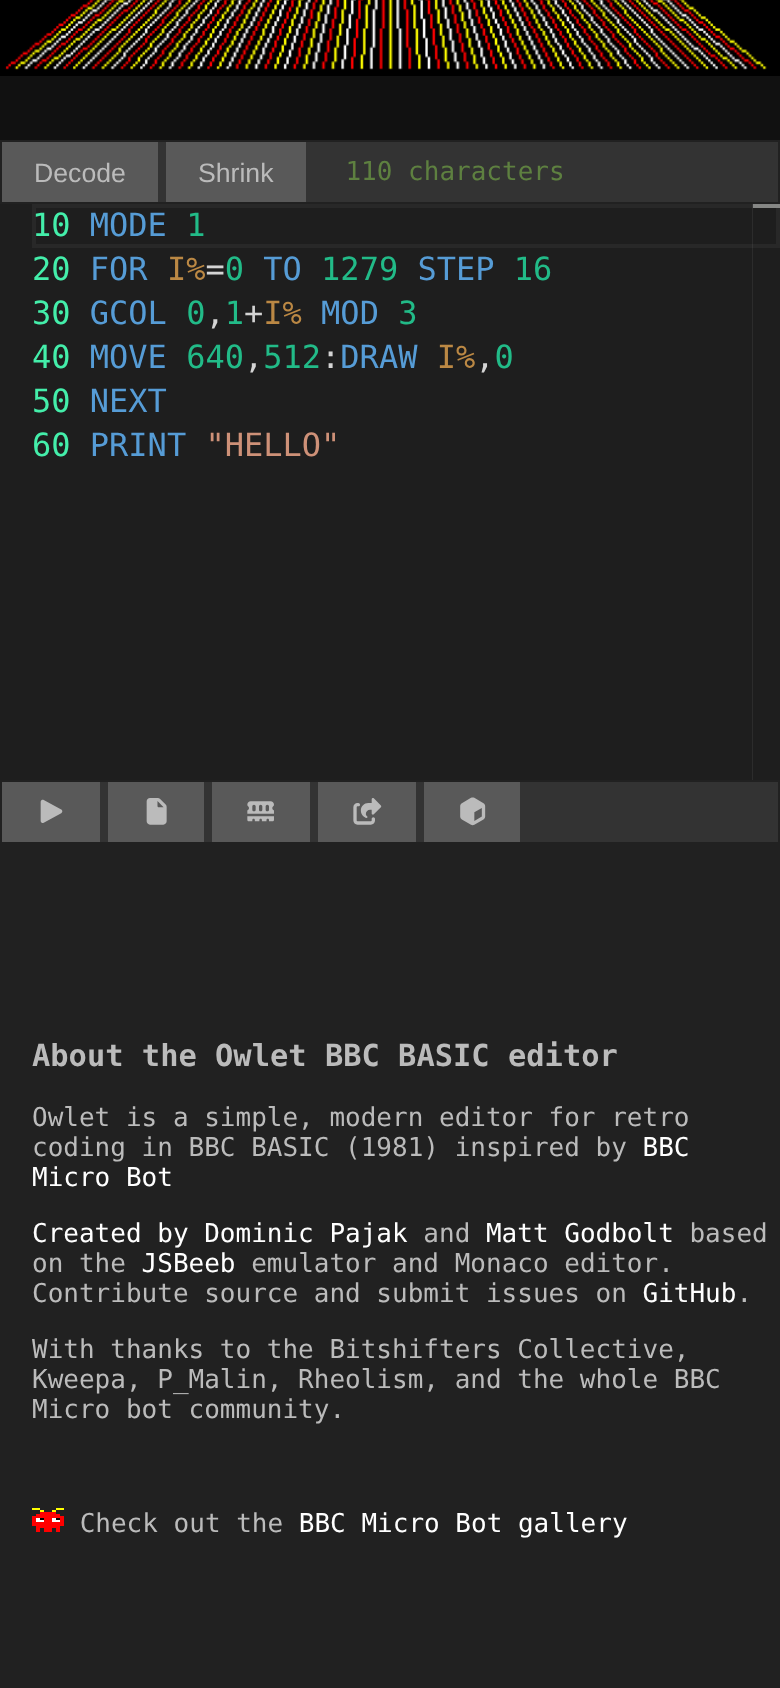 Decode Shrink 110 characters
10 MODE 1
20 FOR I%=0 TO 1279 STEP 16
30 GCOL 0,1+I% MOD 3
40 MOVE 640,512:DRAW I%,0
50 NEXT
60 PRINT "HELLO"
About the Owlet BBC BASIC editor
Owlet is a simple, modern editor for retro
coding in BBC BASIC (1981) inspired by BBC
Micro Bot
Created by Dominic Pajak and Matt Godbolt based
on the JSBeeb emulator and Monaco editor.
Contribute source and submit issues on GitHub.
With thanks to the Bitshifters Collective,
Kweepa, P_Malin, Rheolism, and the whole BBC
Micro bot community.
Check out the BBC Micro Bot gallery